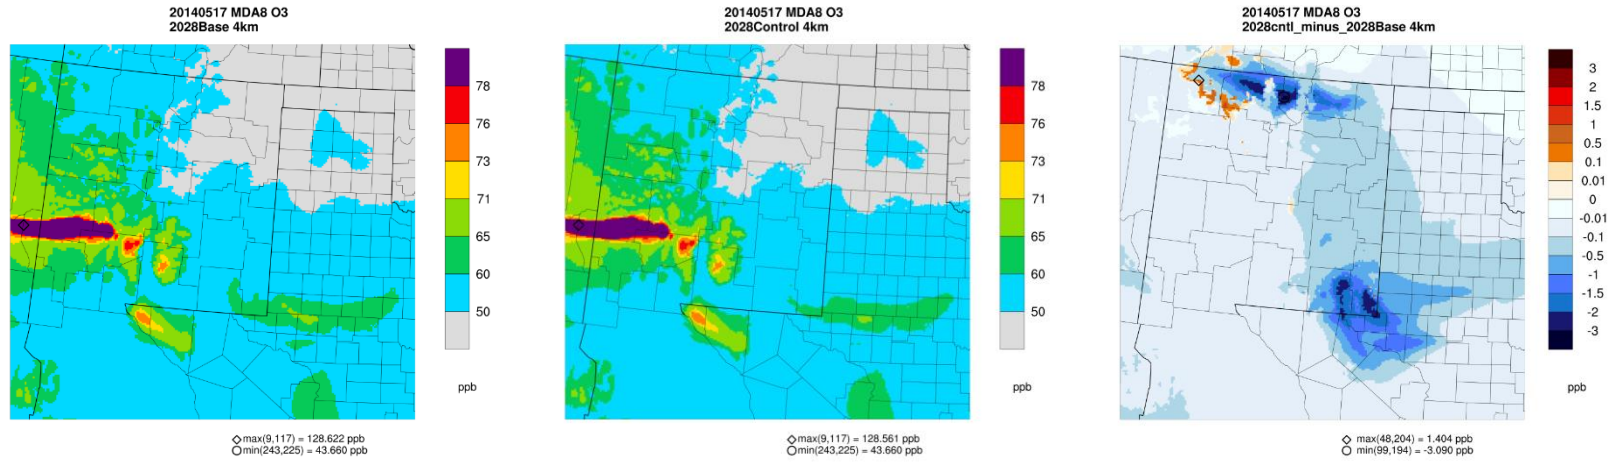 20140517 MDA8 O3
2028Base 4km
78
76
73
71
65
60
50
ppb
max(9,117) = 128.622 ppb
min(243,225) = 43.660 ppb
20140517 MDA8 O3
2028Control 4km
78
76
73
71
65
60
50
ppb
max(9,117) = 128.561 ppb
min(243,225) = 43.660 ppb
20140517 MDA8 O3
2028cntl_minus_2028Base 4km
3
2
1.5
1
0.5
0.1
0.01
0
-0.01
-0.1
-0.5
-1
-1.5
-2
-3
ppb
max(48,204) = 1.404 ppb
min(99,194) = -3.090 ppb